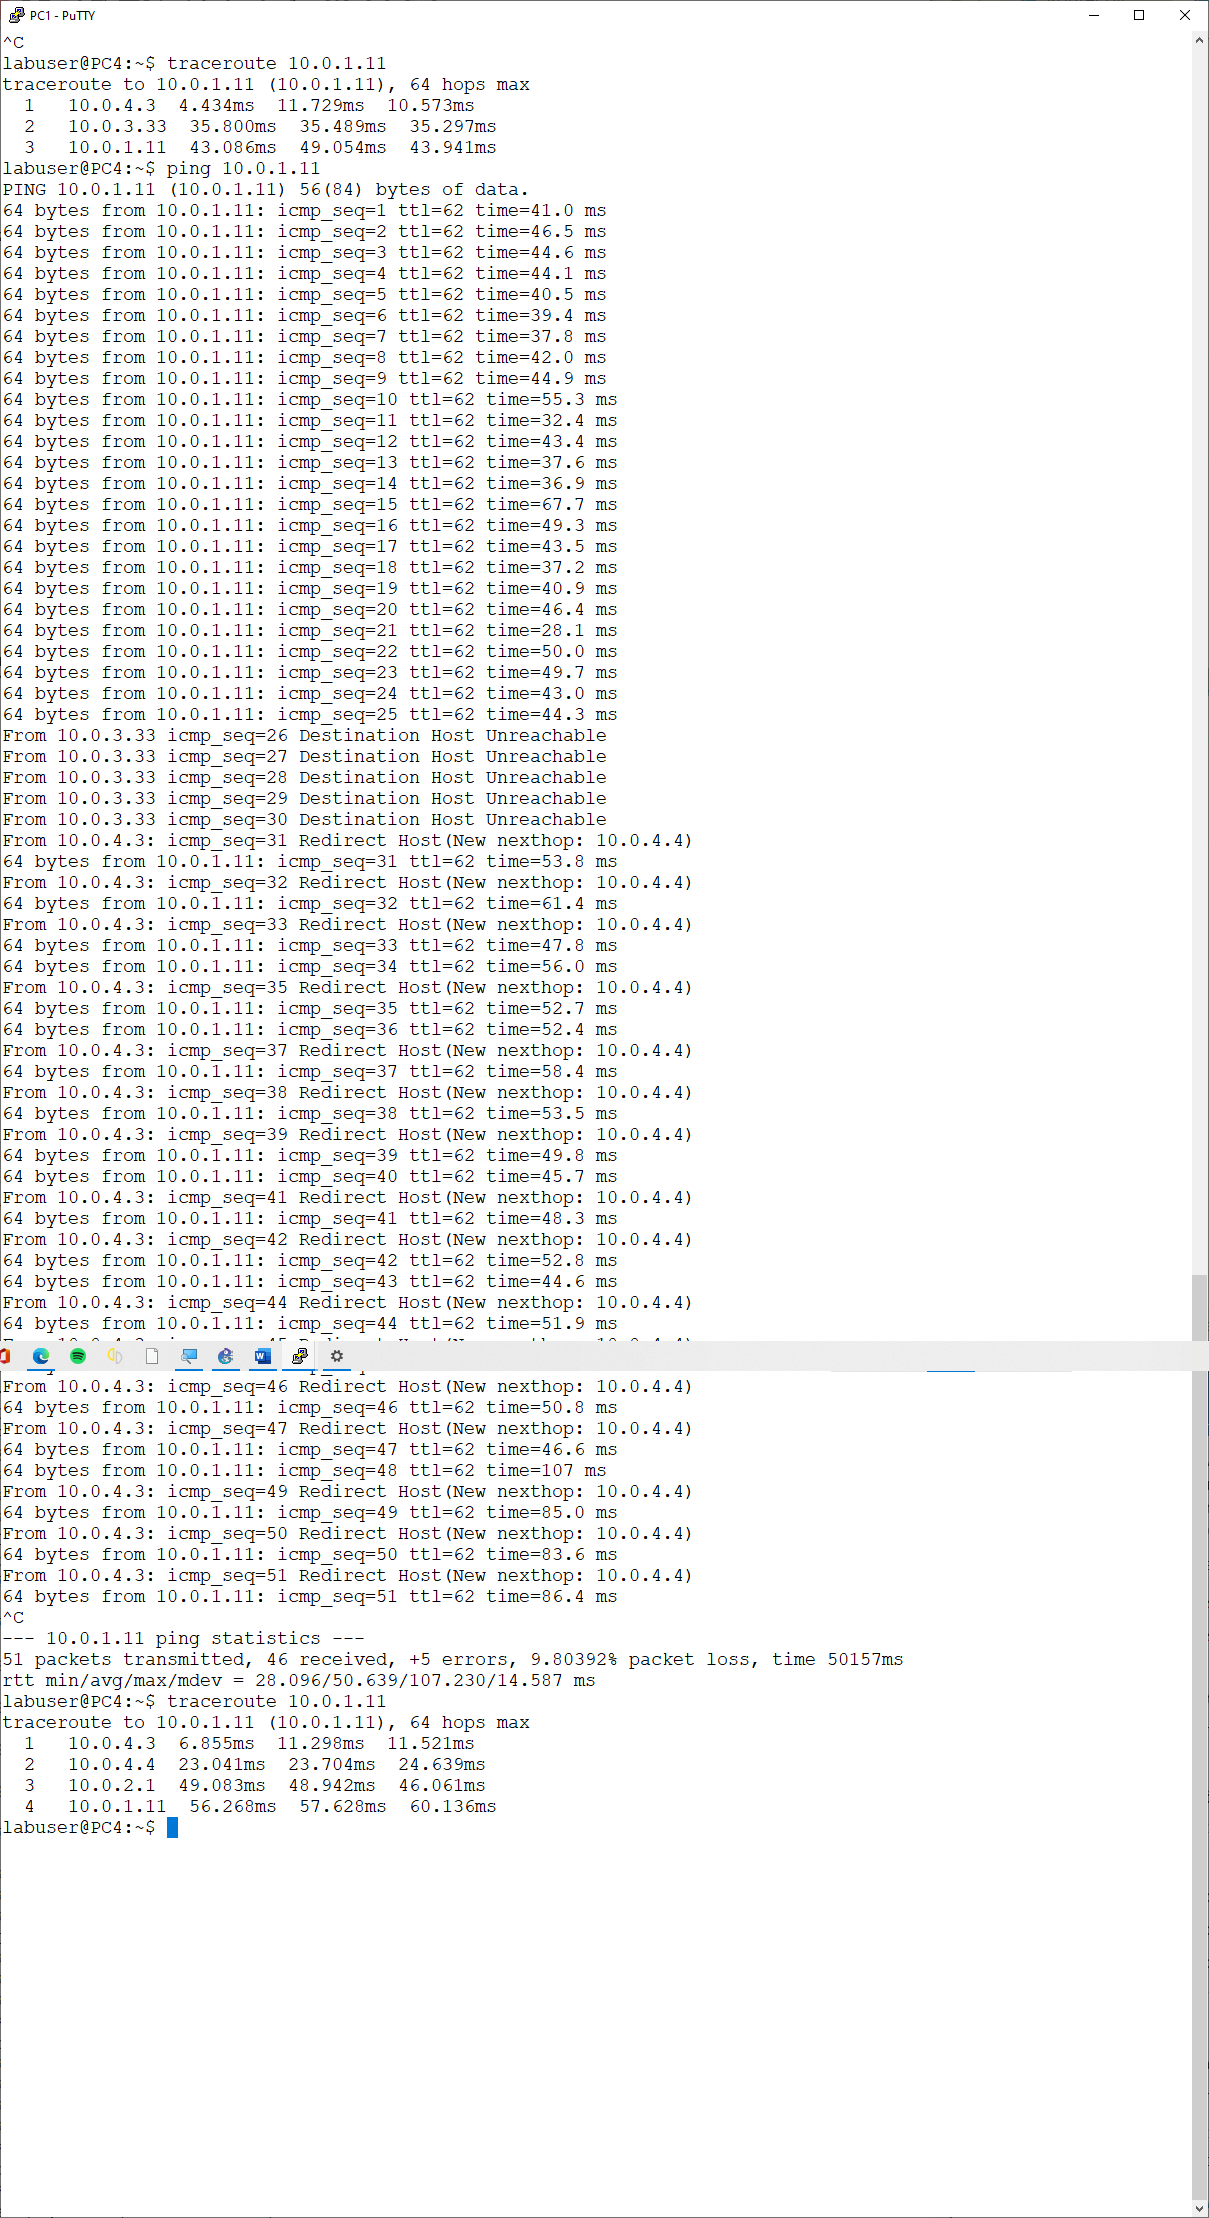 PC1 - PuTTY
^C
labuser@PC4:~$ traceroute 10.0.1.11
traceroute to 10.0.1.11 (10.0.1.11), 64 hops max
  1   10.0.4.3  4.434ms  11.729ms  10.573ms
  2   10.0.3.33  35.800ms  35.489ms  35.297ms
  3   10.0.1.11  43.086ms  49.054ms  43.941ms
labuser@PC4:~$ ping 10.0.1.11
PING 10.0.1.11 (10.0.1.11) 56(84) bytes of data.
64 bytes from 10.0.1.11: icmp_seq=1 ttl=62 time=41.0 ms
64 bytes from 10.0.1.11: icmp_seq=2 ttl=62 time=46.5 ms
64 bytes from 10.0.1.11: icmp_seq=3 ttl=62 time=44.6 ms
64 bytes from 10.0.1.11: icmp_seq=4 ttl=62 time=44.1 ms
64 bytes from 10.0.1.11: icmp_seq=5 ttl=62 time=40.5 ms
64 bytes from 10.0.1.11: icmp_seq=6 ttl=62 time=39.4 ms
64 bytes from 10.0.1.11: icmp_seq=7 ttl=62 time=37.8 ms
64 bytes from 10.0.1.11: icmp_seq=8 ttl=62 time=42.0 ms
64 bytes from 10.0.1.11: icmp_seq=9 ttl=62 time=44.9 ms
64 bytes from 10.0.1.11: icmp_seq=10 ttl=62 time=55.3 ms
64 bytes from 10.0.1.11: icmp_seq=11 ttl=62 time=32.4 ms
64 bytes from 10.0.1.11: icmp_seq=12 ttl=62 time=43.4 ms
64 bytes from 10.0.1.11: icmp_seq=13 ttl=62 time=37.6 ms
64 bytes from 10.0.1.11: icmp_seq=14 ttl=62 time=36.9 ms
64 bytes from 10.0.1.11: icmp_seq=15 ttl=62 time=67.7 ms
64 bytes from 10.0.1.11: icmp_seq=16 ttl=62 time=49.3 ms
64 bytes from 10.0.1.11: icmp_seq=17 ttl=62 time=43.5 ms
64 bytes from 10.0.1.11: icmp_seq=18 ttl=62 time=37.2 ms
64 bytes from 10.0.1.11: icmp_seq=19 ttl=62 time=40.9 ms
64 bytes from 10.0.1.11: icmp_seq=20 ttl=62 time=46.4 ms
64 bytes from 10.0.1.11: icmp_seq=21 ttl=62 time=28.1 ms
64 bytes from 10.0.1.11: icmp_seq=22 ttl=62 time=50.0 ms
64 bytes from 10.0.1.11: icmp_seq=23 ttl=62 time=49.7 ms
64 bytes from 10.0.1.11: icmp_seq=24 ttl=62 time=43.0 ms
64 bytes from 10.0.1.11: icmp_seq=25 ttl=62 time=44.3 ms
From 10.0.3.33 icmp_seq=26 Destination Host Unreachable
From 10.0.3.33 icmp_seq=27 Destination Host Unreachable
From 10.0.3.33 icmp_seq=28 Destination Host Unreachable
From 10.0.3.33 icmp_seq=29 Destination Host Unreachable
From 10.0.3.33 icmp_seq=30 Destination Host Unreachable
From 10.0.4.3: icmp_seq=31 Redirect Host(New nexthop: 10.0.4.4)
64 bytes from 10.0.1.11: icmp_seq=31 ttl=62 time=53.8 ms
From 10.0.4.3: icmp_seq=32 Redirect Host(New nexthop: 10.0.4.4)
64 bytes from 10.0.1.11: icmp_seq=32 ttl=62 time=61.4 ms
From 10.0.4.3: icmp_seq=33 Redirect Host(New nexthop: 10.0.4.4)
64 bytes from 10.0.1.11: icmp_seq=33 ttl=62 time=47.8 ms
64 bytes from 10.0.1.11: icmp_seq=34 ttl=62 time=56.0 ms
From 10.0.4.3: icmp_seq=35 Redirect Host(New nexthop: 10.0.4.4)
64 bytes from 10.0.1.11: icmp_seq=35 ttl=62 time=52.7 ms
64 bytes from 10.0.1.11: icmp_seq=36 ttl=62 time=52.4 ms
From 10.0.4.3: icmp_seq=37 Redirect Host(New nexthop: 10.0.4.4)
64 bytes from 10.0.1.11: icmp_seq=37 ttl=62 time=58.4 ms
From 10.0.4.3: icmp_seq=38 Redirect Host(New nexthop: 10.0.4.4)
64 bytes from 10.0.1.11: icmp_seq=38 ttl=62 time=53.5 ms
From 10.0.4.3: icmp_seq=39 Redirect Host(New nexthop: 10.0.4.4)
64 bytes from 10.0.1.11: icmp_seq=39 ttl=62 time=49.8 ms
64 bytes from 10.0.1.11: icmp_seq=40 ttl=62 time=45.7 ms
From 10.0.4.3: icmp_seq=41 Redirect Host(New nexthop: 10.0.4.4)
64 bytes from 10.0.1.11: icmp_seq=41 ttl=62 time=48.3 ms
From 10.0.4.3: icmp_seq=42 Redirect Host(New nexthop: 10.0.4.4)
64 bytes from 10.0.1.11: icmp_seq=42 ttl=62 time=52.8 ms
64 bytes from 10.0.1.11: icmp_seq=43 ttl=62 time=44.6 ms
From 10.0.4.3: icmp_seq=44 Redirect Host(New nexthop: 10.0.4.4)
64 bytes from 10.0.1.11: icmp_seq=44 ttl=62 time=51.9 ms
From 10.0.4.3: icmp_seq=46 Redirect Host(New nexthop: 10.0.4.4)
64 bytes from 10.0.1.11: icmp_seq=46 ttl=62 time=50.8 ms
From 10.0.4.3: icmp_seq=47 Redirect Host(New nexthop: 10.0.4.4)
64 bytes from 10.0.1.11: icmp_seq=47 ttl=62 time=46.6 ms
64 bytes from 10.0.1.11: icmp_seq=48 ttl=62 time=107 ms
From 10.0.4.3: icmp_seq=49 Redirect Host(New nexthop: 10.0.4.4)
64 bytes from 10.0.1.11: icmp_seq=49 ttl=62 time=85.0 ms
From 10.0.4.3: icmp_seq=50 Redirect Host(New nexthop: 10.0.4.4)
64 bytes from 10.0.1.11: icmp_seq=50 ttl=62 time=83.6 ms
From 10.0.4.3: icmp_seq=51 Redirect Host(New nexthop: 10.0.4.4)
64 bytes from 10.0.1.11: icmp_seq=51 ttl=62 time=86.4 ms
^C
--- 10.0.1.11 ping statistics ---
51 packets transmitted, 46 received, +5 errors, 9.80392% packet loss, time 50157ms
rtt min/avg/max/mdev = 28.096/50.639/107.230/14.587 ms
labuser@PC4:~$ traceroute 10.0.1.11
traceroute to 10.0.1.11 (10.0.1.11), 64 hops max
  1   10.0.4.3  6.855ms  11.298ms  11.521ms
  2   10.0.4.4  23.041ms  23.704ms  24.639ms
  3   10.0.2.1  49.083ms  48.942ms  46.061ms
  4   10.0.1.11  56.268ms  57.628ms  60.136ms
labuser@PC4:~$